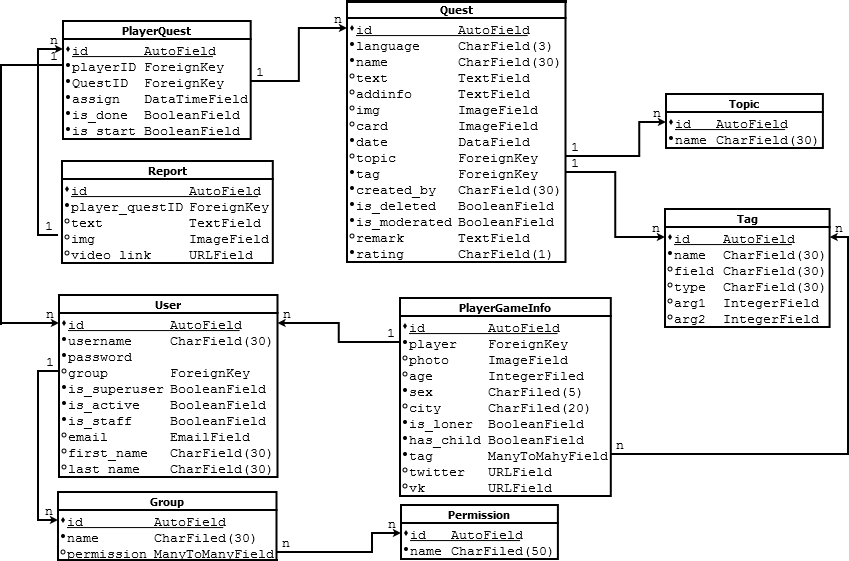 PlayerQuest
id AutoField
playerID ForeignKey
QuestID ForeignKey
assign DataTimeField
is_done BooleanField
is_start BooleanField
n
1
1
n
Quest
id AutoField
language CharField(3)
name CharField(30)
text TextField
addinfo TextField
img ImageField
card ImageField
date DataField
topic ForeignKey
tag ForeignKey
created_by CharField(30)
is_deleted BooleanField
is_moderated BooleanField
remark TextField
rating CharField(1)
1
1
n
Topic
id AutoField
name CharField(30)
Report
id AutoField
player_questID ForeignKey
text TextField
img ImageField
video_link URLField
1
n
n
Tag
id AutoField
name CharField(30)
field CharField(30)
type CharField(30)
arg1 IntegerField
arg2 IntegerField
n
n
User
id AutoField
username CharField(30)
password
group ForeignKey
is_superuser BooleanField
is_active BooleanField
is_staff BooleanField
email EmailField
first_name CharField(30)
last_name CharField(30)
1
1
PlayerGameInfo
id AutoField
player ForeignKey
photo ImageField
age IntegerFiled
sex CharFiled(5)
city CharFiled(20)
is_loner BooleanField
has_child BooleanField
tag ManyToMahyField
twitter URLField
vk URLField
n
n
Group
id AutoField
name CharFiled(30)
permission ManyToManyField
n
n
Permission
id AutoField
name CharFiled(50)